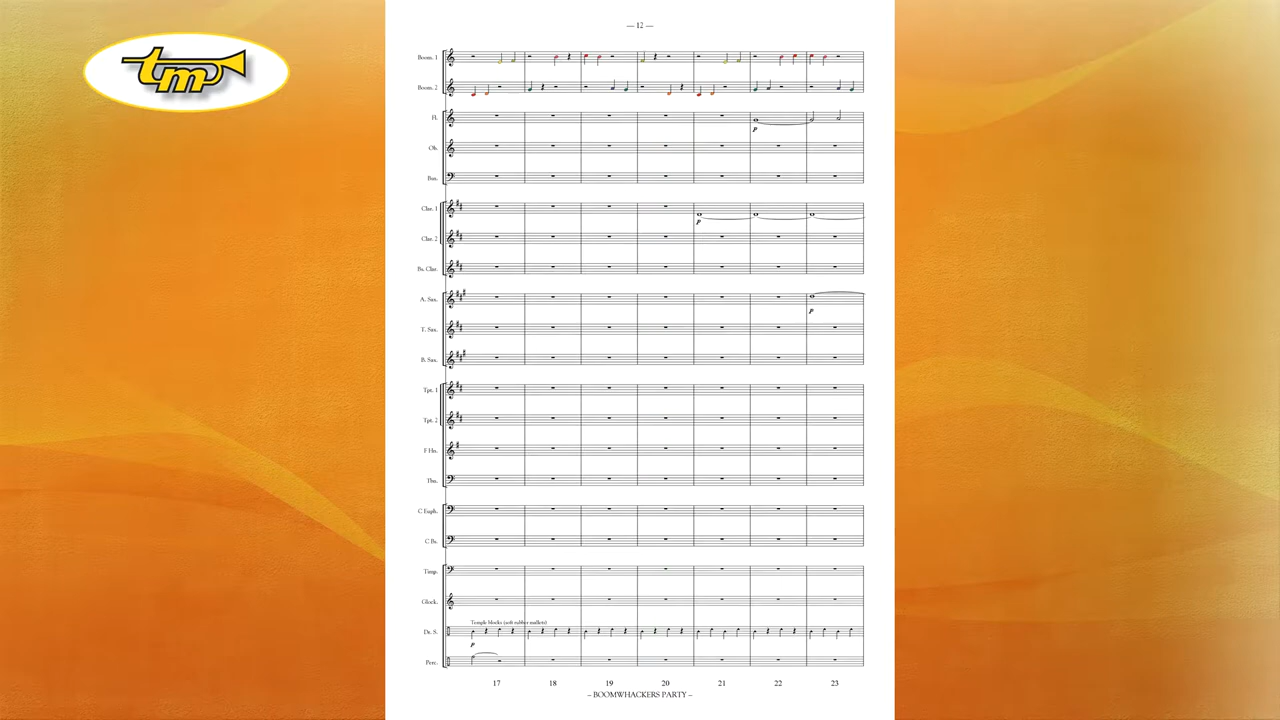 tm
— 12 —
Boom. 1
Boom. 2
Fl.
Ob.
Bsn.
Clar. 1
p
Clar. 2
Bs. Clar.
A. Sax.
p
T. Sax.
B. Sax.
Tpt. 1
Tpt. 2
F Hn.
Tbn.
C Euph.
C Bs.
Timp.
Glock.
Temple blocks (soft rubber mallets)
Dr. S.
p
Perc.
17 18 19 20 21 22 23
– BOOMWHACKERS PARTY –